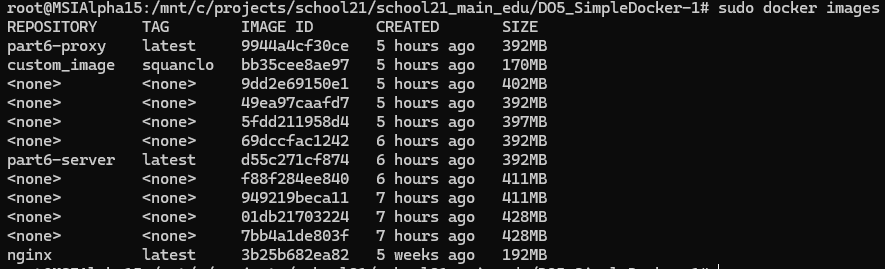 root@MSIAlpha15:/mnt/c/projects/school21/school21_main_edu/DO5_SimpleDocker-1# sudo docker images
REPOSITORY TAG IMAGE ID CREATED SIZE
part6-proxy latest 9944a4cf30ce 5 hours ago 392MB
custom_image squanclo bb35cee8ae97 5 hours ago 170MB
<none> <none> 9dd2e69150e1 5 hours ago 402MB
<none> <none> 49ea97caafd7 5 hours ago 392MB
<none> <none> 5fdd211958d4 5 hours ago 397MB
<none> <none> 69dccfac1242 6 hours ago 392MB
part6-server latest d55c271cf874 6 hours ago 392MB
<none> <none> f88f284ee840 6 hours ago 411MB
<none> <none> 949219beca11 7 hours ago 411MB
<none> <none> 01db21703224 7 hours ago 428MB
<none> <none> 7bb4a1de803f 7 hours ago 428MB
nginx latest 3b25b682ea82 5 weeks ago 192MB